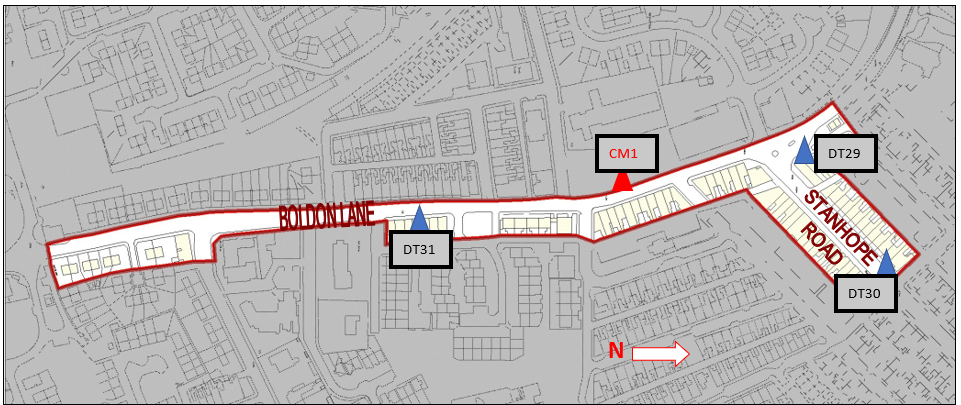 CM1
DT29
BOLDON LANE
STANHOPE
ROAD
DT31
DT30
N